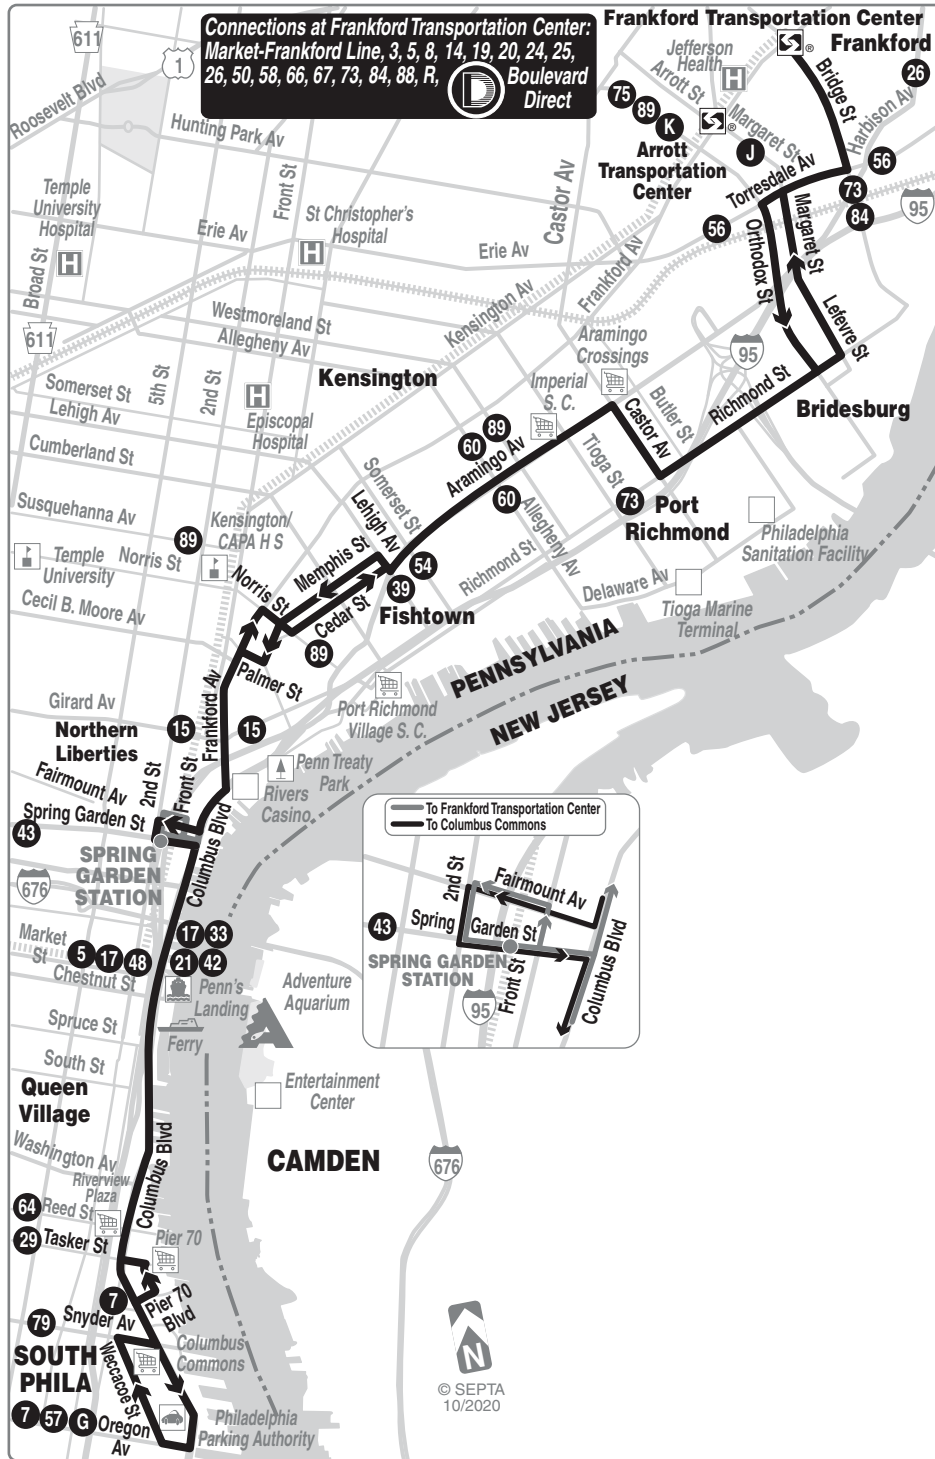 Connections at Frankford Transportation Center:
Market-Frankford Line, 3, 5, 8, 14, 19, 20, 24, 25,
26, 50, 58, 66, 67, 73, 84, 88, R,
Boulevard
Direct
Frankford Transportation Center
Frankford
611
1
Roosevelt Blvd
Hunting Park Av
Jefferson
Health
H
®
Bridge St
26
Harbison Av
Arrott St
75
89
K
®
Margaret St
J
Arrott
Transportation
Center
Torresdale Av
56
73
84
95
Castor Av
Front St
Temple
University
Hospital
H
St Christopher's
Hospital
H
Erie Av
Erie Av
56
Margaret St
Orthodox St
Frankford Av
Broad St
Kensington Av
Lefevre St
611
Westmoreland St
Allegheny Av
Aramingo
Crossings
95
Kensington
5th St
2nd St
Somerset St
Lehigh Av
H
Episcopal
Hospital
Imperial
S. C.
Butler St
Richmond St
Bridesburg
Castor Av
Cumberland St
89
60
Aramingo Av
Tioga St
Somerset St
Lehigh Av
60
Allegheny Av
73
Port
Richmond
Susquehanna Av
Kensington/
CAPA H S
89
Philadelphia
Sanitation Facility
Temple
University
Norris St
Norris St
Memphis St
54
39
Richmond St
Delaware Av
Cecil B. Moore Av
Cedar St
Fishtown
Tioga Marine
Terminal
89
Palmer St
PENNSYLVANIA
NEW JERSEY
Girard Av
Frankford Av
Port Richmond
Village S. C.
15
15
Northern
Liberties
Fairmount Av
2nd St
Front St
Penn Treaty
Park
Rivers
Casino
Spring Garden St
43
Columbus Blvd
SPRING
GARDEN
STATION
676
To Frankford Transportation Center
To Columbus Commons
2nd St
Fairmount Av
43
Spring
Garden St
SPRING GARDEN
STATION
Front St
95
Columbus Blvd
Market
St
5
17
48
17
33
21
42
Chestnut St
Penn's
Landing
Adventure
Aquarium
Spruce St
Ferry
South St
Queen
Village
Entertainment
Center
Washington Av
Columbus Blvd
CAMDEN
676
Riverview
Plaza
64
Reed St
29
Tasker St
Pier 70
Pier 70
Blvd
7
79
Snyder Av
SOUTH
PHILA
Columbus
Commons
Weccacoe St
N
© SEPTA
10/2020
7
57
G
Oregon
Av
Philadelphia
Parking Authority